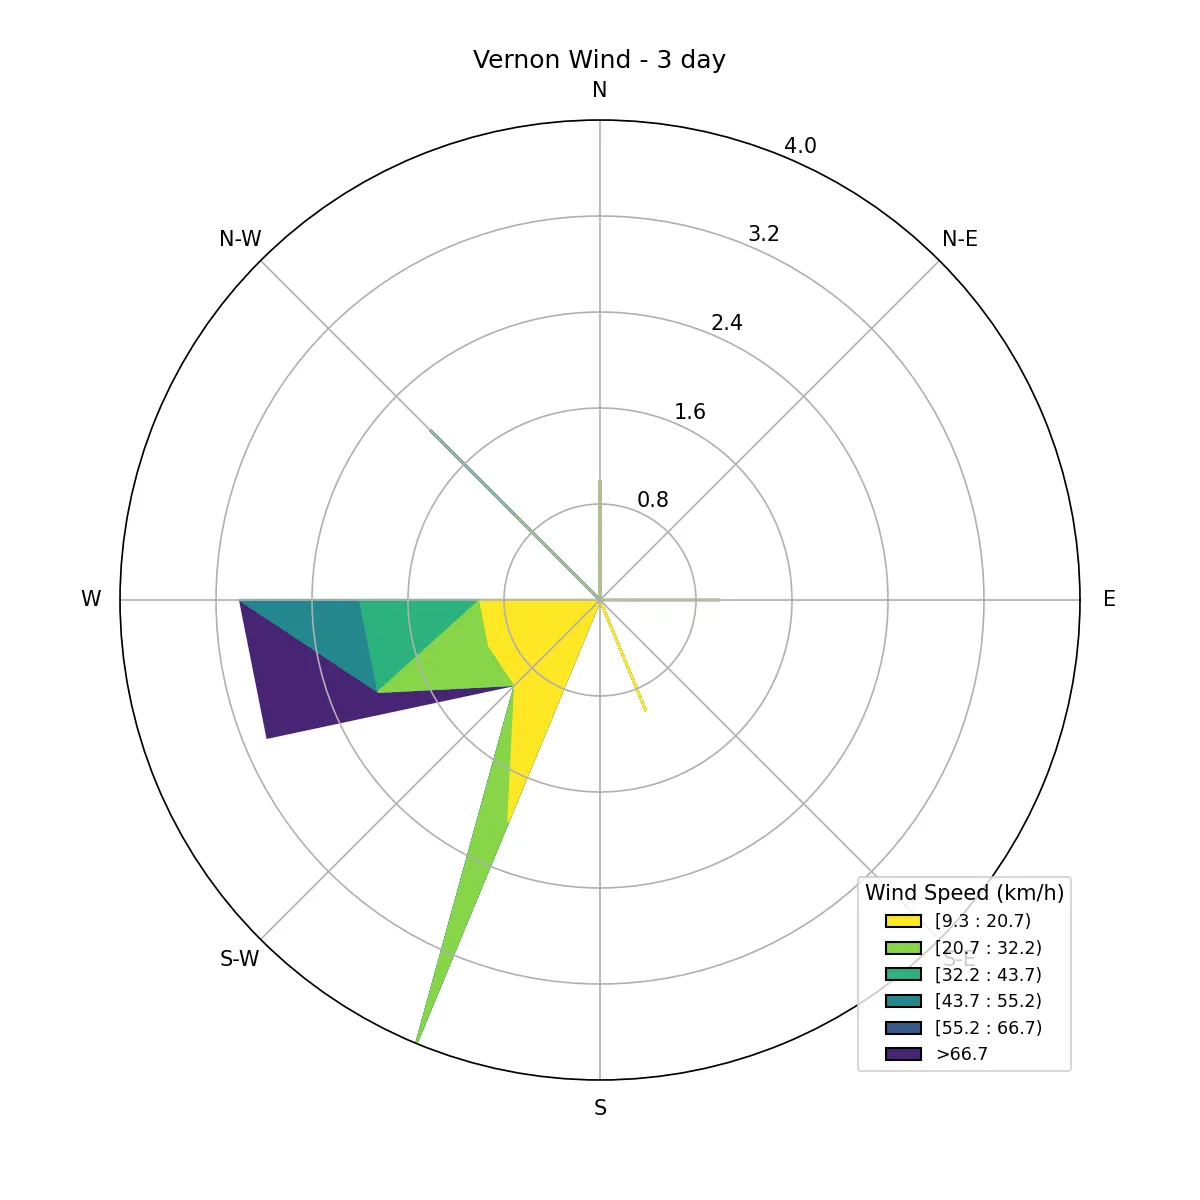 Vernon Wind - 3 day
N
4.0
N-W
3.2
N-E
2.4
1.6
0.8
W
E
Wind Speed (km/h)
[9.3 : 20.7)
[20.7 : 32.2)
S-W
S-E
[32.2 : 43.7)
[43.7 : 55.2)
[55.2 : 66.7)
>66.7
S